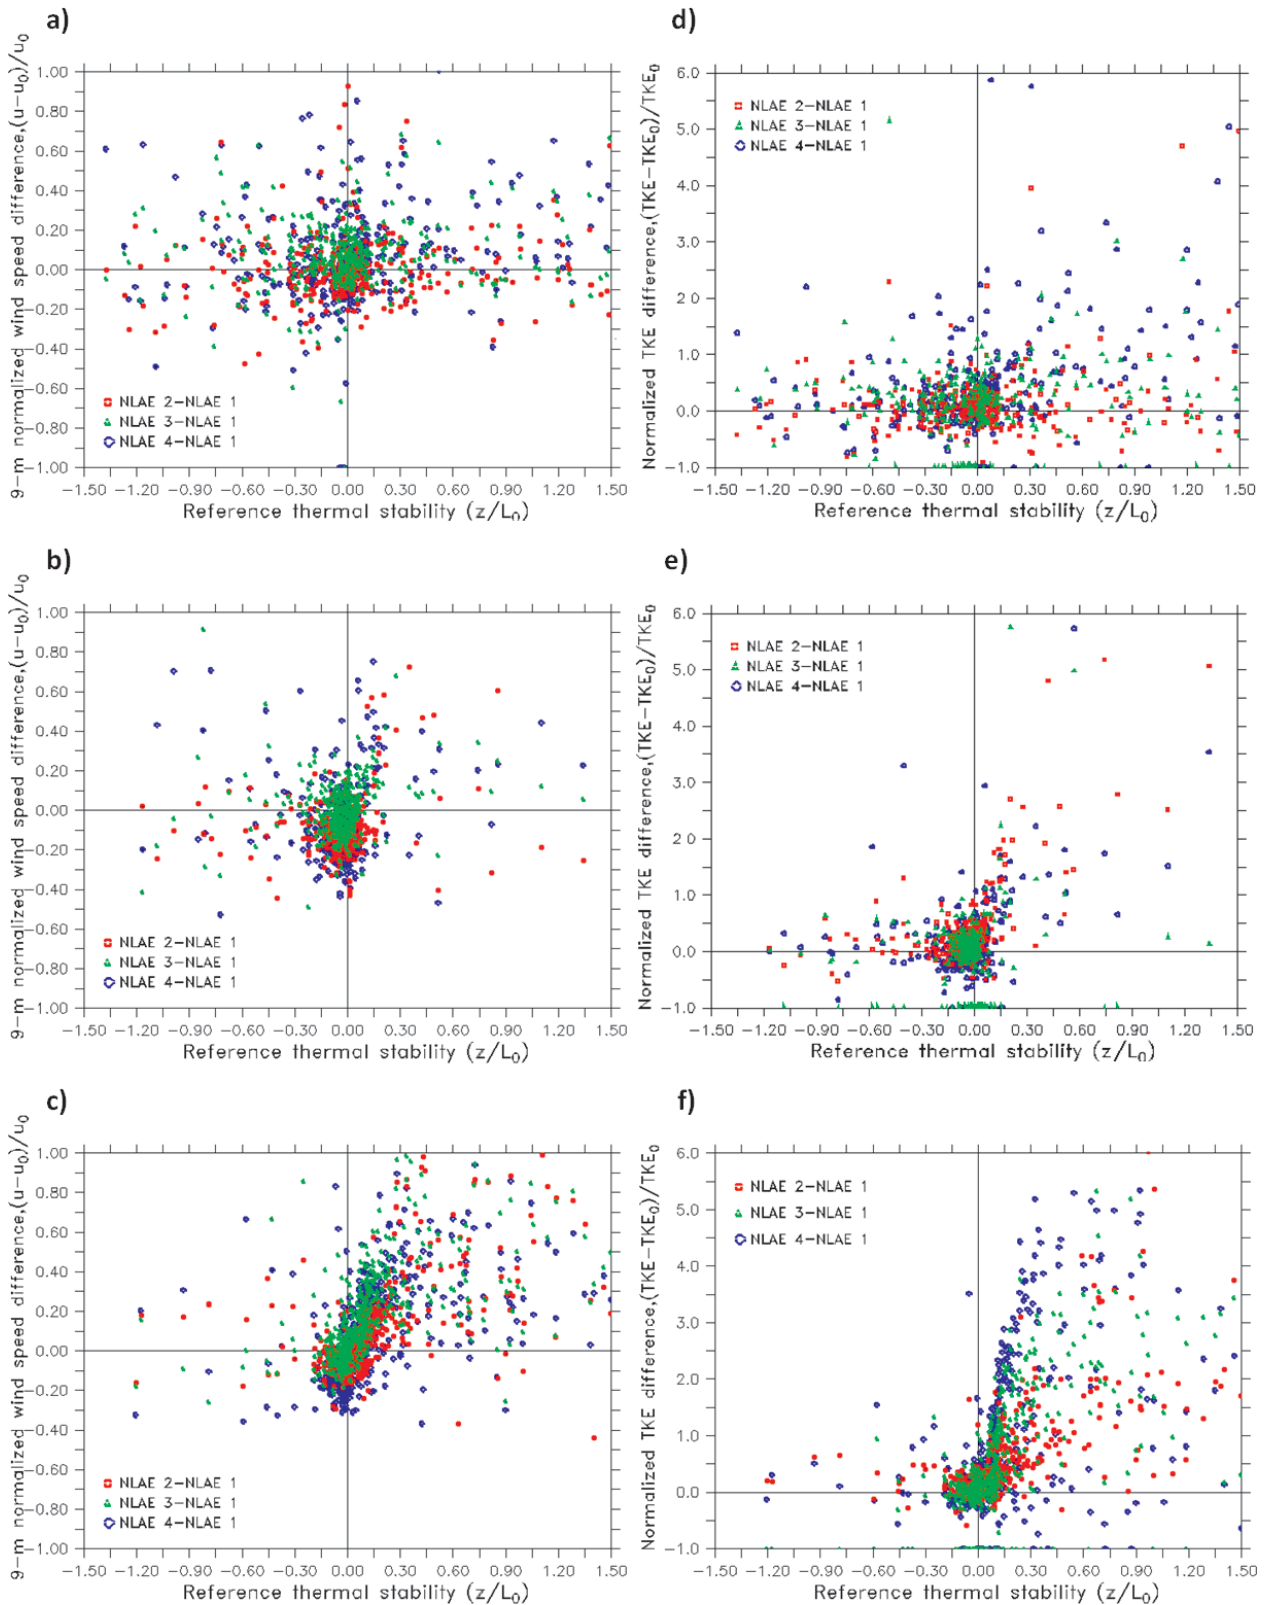 a)
9-m normalized wind speed difference,(u-u₀)/u₀
1.00
0.80
0.60
0.40
0.20
0.00
-0.20
-0.40
-0.60
-0.80
-1.00
NLAE 2-NLAE 1
NLAE 3-NLAE 1
NLAE 4-NLAE 1
-1.50 -1.20 -0.90 -0.60 -0.30 0.00 0.30 0.60 0.90 1.20 1.50
Reference thermal stability (z/L₀)
d)
Normalized TKE difference,(TKE-TKE₀)/TKE₀
6.0
5.0
4.0
3.0
2.0
1.0
0.0
-1.0
NLAE 2-NLAE 1
NLAE 3-NLAE 1
NLAE 4-NLAE 1
-1.50 -1.20 -0.90 -0.60 -0.30 0.00 0.30 0.60 0.90 1.20 1.50
Reference thermal stability (z/L₀)
b)
9-m normalized wind speed difference,(u-u₀)/u₀
1.00
0.80
0.60
0.40
0.20
0.00
-0.20
-0.40
-0.60
-0.80
-1.00
NLAE 2-NLAE 1
NLAE 3-NLAE 1
NLAE 4-NLAE 1
-1.50 -1.20 -0.90 -0.60 -0.30 0.00 0.30 0.60 0.90 1.20 1.50
Reference thermal stability (z/L₀)
e)
Normalized TKE difference,(TKE-TKE₀)/TKE₀
6.0
5.0
4.0
3.0
2.0
1.0
0.0
-1.0
NLAE 2-NLAE 1
NLAE 3-NLAE 1
NLAE 4-NLAE 1
-1.50 -1.20 -0.90 -0.60 -0.30 0.00 0.30 0.60 0.90 1.20 1.50
Reference thermal stability (z/L₀)
c)
9-m normalized wind speed difference,(u-u₀)/u₀
1.00
0.80
0.60
0.40
0.20
0.00
-0.20
-0.40
-0.60
-0.80
-1.00
NLAE 2-NLAE 1
NLAE 3-NLAE 1
NLAE 4-NLAE 1
-1.50 -1.20 -0.90 -0.60 -0.30 0.00 0.30 0.60 0.90 1.20 1.50
Reference thermal stability (z/L₀)
f)
Normalized TKE difference,(TKE-TKE₀)/TKE₀
6.0
5.0
4.0
3.0
2.0
1.0
0.0
-1.0
NLAE 2-NLAE 1
NLAE 3-NLAE 1
NLAE 4-NLAE 1
-1.50 -1.20 -0.90 -0.60 -0.30 0.00 0.30 0.60 0.90 1.20 1.50
Reference thermal stability (z/L₀)